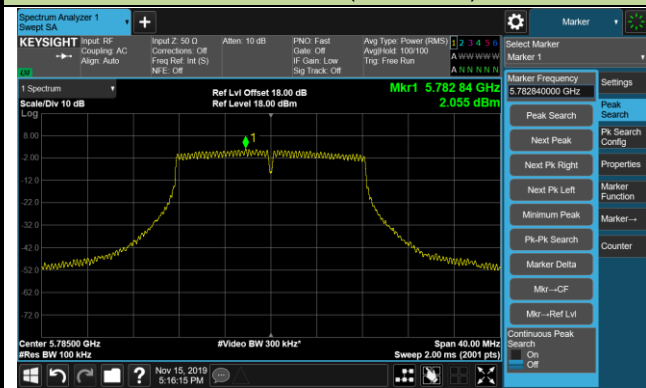 Spectrum Analyzer 1
Swept SA
Marker
KEYSIGHT
Input: RF
Coupling: AC
Align: Auto
Input Z: 50 Ω
Corrections: Off
Freq Ref: Int (S)
NFE: Off
Atten: 10 dB
PNO: Fast
Gate: Off
IF Gain: Low
Sig Track: Off
Avg Type: Power (RMS)
Avg|Hold: 100/100
Trig: Free Run
1 2 3 4 5 6
A W W W W W
A N N N N N
Select Marker
Marker 1
1 Spectrum
Scale/Div 10 dB
Log
Ref Lvl Offset 18.00 dB
Ref Level 18.00 dBm
Mkr1 5.782 84 GHz
2.055 dBm
8.00
-2.00
-12.0
-22.0
-32.0
-42.0
-52.0
-62.0
-72.0
1
Center 5.78500 GHz
#Res BW 100 kHz
#Video BW 300 kHz*
Span 40.00 MHz
Sweep 2.00 ms (2001 pts)
Marker Frequency
5.782840000 GHz
Peak Search
Next Peak
Next Pk Right
Next Pk Left
Minimum Peak
Pk-Pk Search
Marker Delta
Mkr→CF
Mkr→Ref Lvl
Continuous Peak
Search
On
Off
Settings
Peak
Search
Pk Search
Config
Properties
Marker
Function
Marker→
Counter
Nov 15, 2019
5:16:15 PM